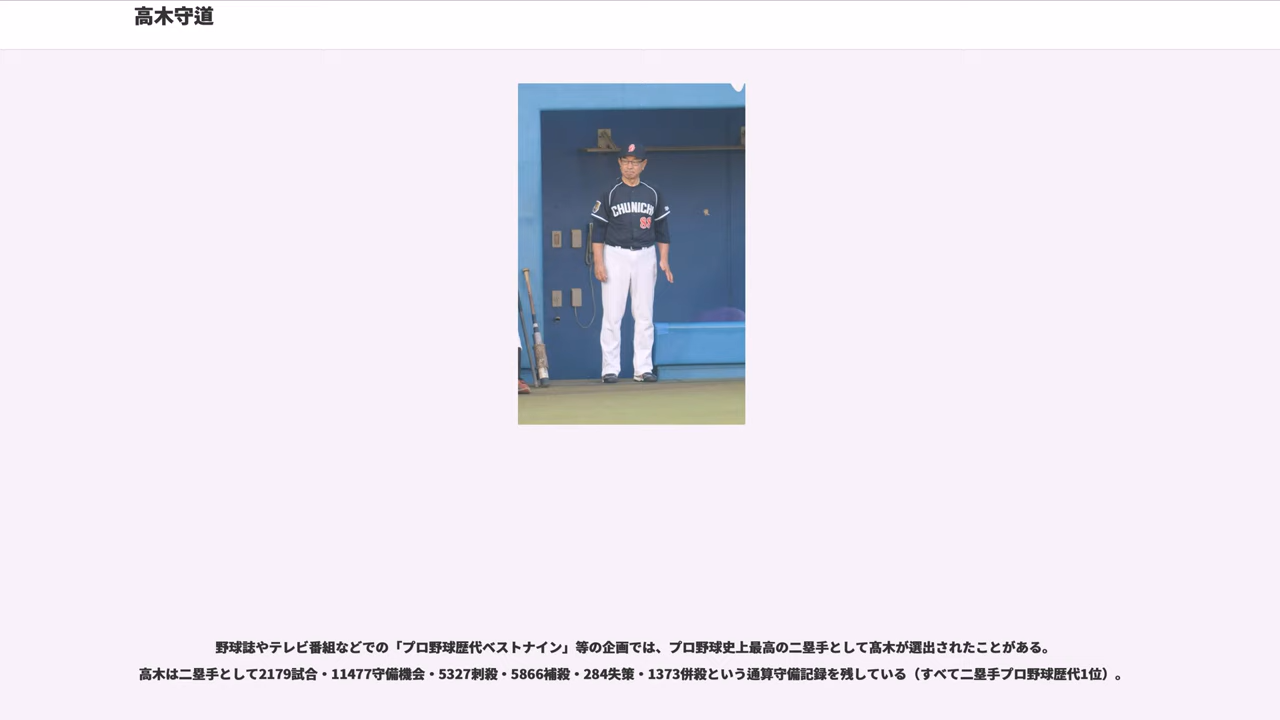 高木守道
CHUNICHI
野球誌やテレビ番組などでの「プロ野球歴代ベストナイン」等の企画では、プロ野球史上最高の二塁手として髙木が選出されたことがある。
高木は二塁手として2179試合・11477守備機会・5327刺殺・5866補殺・284失策・1373併殺という通算守備記録を残している（すべて二塁手プロ野球歴代1位）。